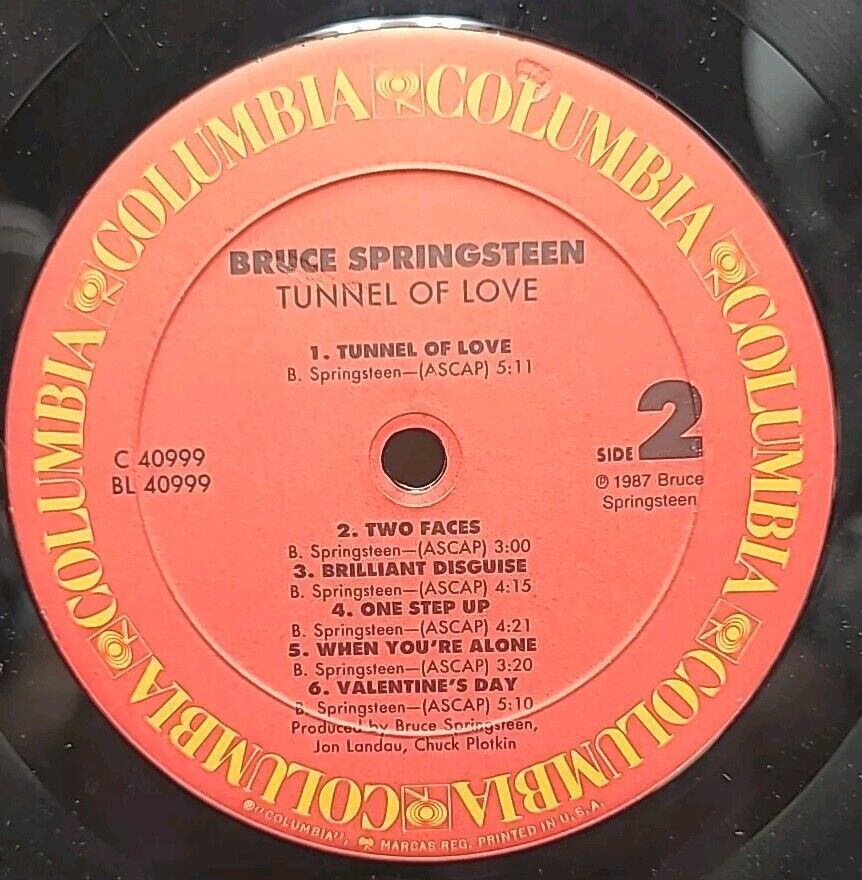 COLUMBIA COLUMBIA COLUMBIA COLUMBIA COLUMBIA COLUMBIA COLUMBIA COLUMBIA
BRUCE SPRINGSTEEN
TUNNEL OF LOVE
1. TUNNEL OF LOVE
B. Springsteen—(ASCAP) 5:11
C 40999
BL 40999
SIDE 2
℗ 1987 Bruce
Springsteen
2. TWO FACES
B. Springsteen—(ASCAP) 3:00
3. BRILLIANT DISGUISE
B. Springsteen—(ASCAP) 4:15
4. ONE STEP UP
B. Springsteen—(ASCAP) 4:21
5. WHEN YOU'RE ALONE
B. Springsteen—(ASCAP) 3:20
6. VALENTINE'S DAY
B. Springsteen—(ASCAP) 5:10
Produced by Bruce Springsteen,
Jon Landau, Chuck Plotkin
®"COLUMBIA", MARCAS REG. PRINTED IN U.S.A.